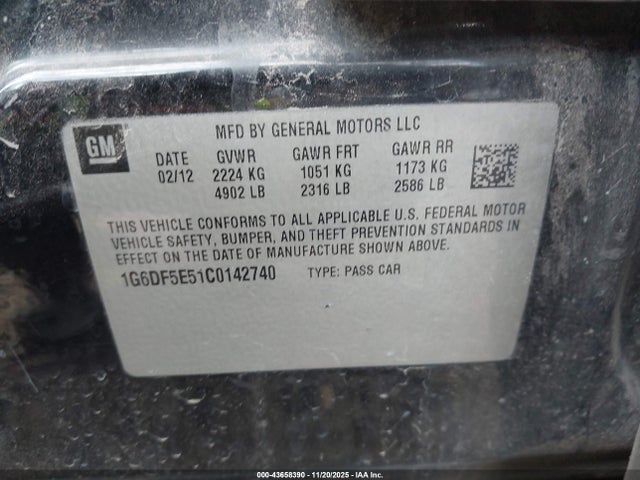 GM
MFD BY GENERAL MOTORS LLC
DATE GVWR GAWR FRT GAWR RR
02/12 2224 KG 1051 KG 1173 KG
4902 LB 2316 LB 2586 LB
THIS VEHICLE CONFORMS TO ALL APPLICABLE U.S. FEDERAL MOTOR
VEHICLE SAFETY, BUMPER, AND THEFT PREVENTION STANDARDS IN
EFFECT ON THE DATE OF MANUFACTURE SHOWN ABOVE.
1G6DF5E51C0142740 TYPE: PASS CAR
000-43658390 - 11/20/2025 - IAA Inc.